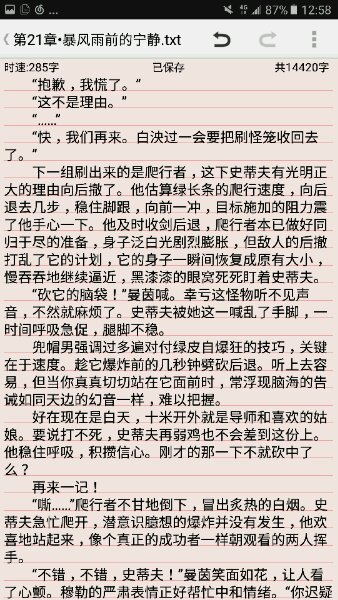 87% 12:58
第21章•暴风雨前的宁静.txt
时速:285字 已保存 共14420字
“抱歉，我慌了。”
“这不是理由。”
“……”
“快，我们再来。白泱过一会要把刷怪笼收回去
了。”
下一组刷出来的是爬行者，这下史蒂夫有光明正
大的理由向后撤了。他估算绿长条的爬行速度，向后
退去几步，稳住脚跟，向前一冲，目标施加的阻力震
了他手心一下。他及时收剑后退，爬行者本已做好同
归于尽的准备，身子泛白光剧烈膨胀，但敌人的后撤
打乱了它的计划，它的身子一瞬间恢复成原有大小，
慢吞吞地继续逼近，黑漆漆的眼窝死死盯着史蒂夫。
“砍它的脑袋！”曼茵喊。幸亏这怪物听不见声
音，不然就麻烦了。史蒂夫被她这一喊乱了手脚，一
时间呼吸急促，腿脚不稳。
兜帽男强调过多遍对付绿皮自爆狂的技巧，关键
在于速度。趁它爆炸前的几秒钟劈砍后退。听上去容
易，但当你真真切切站在它面前时，常浮现脑海的告
诫如同天边的幻音一样，难以把握。
好在现在是白天，十米开外就是导师和喜欢的姑
娘。要说打不死，史蒂夫再弱鸡也不会差到这份上。
他稳住呼吸，积攒信心。刚才的那一下不就砍中了
么？
再来一记！
“嘶……”爬行者不甘地倒下，冒出炙热的白烟。史
蒂夫急忙爬开，潜意识臆想的爆炸并没有发生，他欢
喜地站起来，像个真正的成功者一样朝观看的两人挥
手。
“不错，不错，史蒂夫！”曼茵笑面如花，让人看
了心颤。穆勒的严肃表情正好帮忙中和情绪。“你迟疑